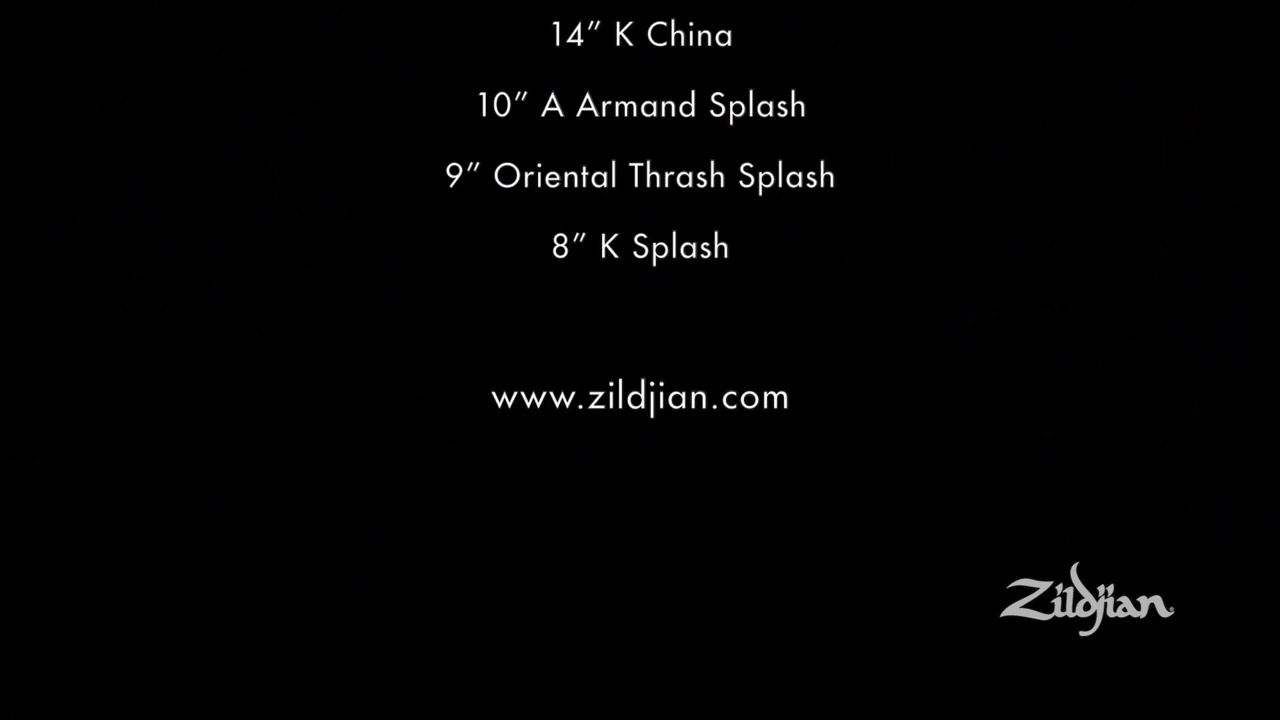 14” K China
10” A Armand Splash
9” Oriental Thrash Splash
8” K Splash
www.zildjian.com
Zildjian